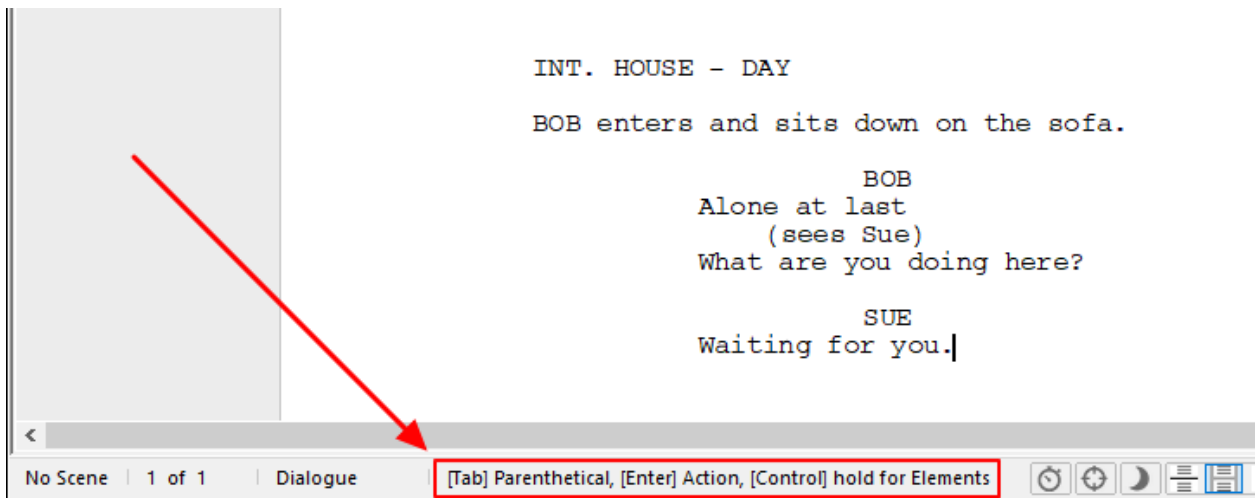 INT. HOUSE – DAY
BOB enters and sits down on the sofa.
BOB
Alone at last
(sees Sue)
What are you doing here?
SUE
Waiting for you.
No Scene 1 of 1 Dialogue [Tab] Parenthetical, [Enter] Action, [Control] hold for Elements